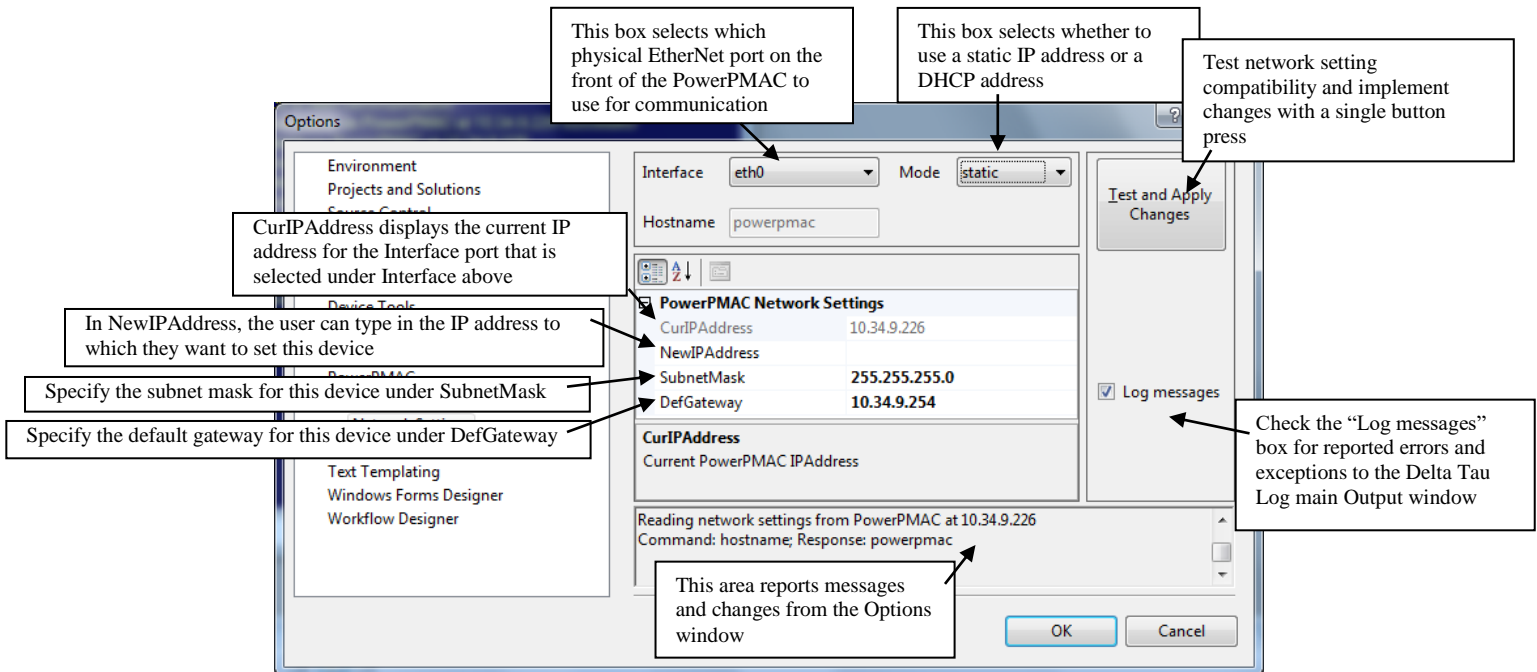 This box selects which
physical EtherNet port on the
front of the PowerPMAC to
use for communication
This box selects whether to
use a static IP address or a
DHCP address
Test network setting
compatibility and implement
changes with a single button
press
Options
Environment
Projects and Solutions
CurIPAddress displays the current IP
address for the Interface port that is
selected under Interface above
Device Tools
In NewIPAddress, the user can type in the IP address to
which they want to set this device
Specify the subnet mask for this device under SubnetMask
Specify the default gateway for this device under DefGateway
Text Templating
Windows Forms Designer
Workflow Designer
Interface eth0 Mode static
Hostname powerpmac
Test and Apply
Changes
PowerPMAC Network Settings
CurIPAddress 10.34.9.226
NewIPAddress
SubnetMask 255.255.255.0
DefGateway 10.34.9.254
Log messages
CurIPAddress
Current PowerPMAC IPAddress
Check the “Log messages”
box for reported errors and
exceptions to the Delta Tau
Log main Output window
Reading network settings from PowerPMAC at 10.34.9.226
Command: hostname; Response: powerpmac
This area reports messages
and changes from the Options
window
OK Cancel